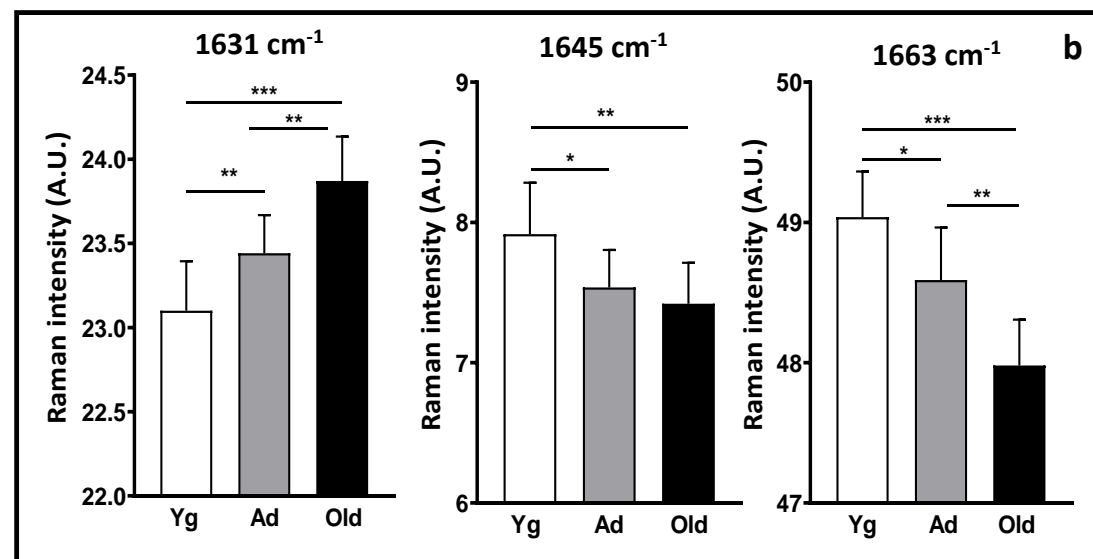 1631 cm⁻¹
Raman intensity (A.U.)
24.5
24.0
23.5
23.0
22.5
22.0
***
**
**
Yg Ad Old
1645 cm⁻¹
Raman intensity (A.U.)
9
8
7
6
**
*
Yg Ad Old
1663 cm⁻¹
b
Raman intensity (A.U.)
50
49
48
47
***
*
**
Yg Ad Old